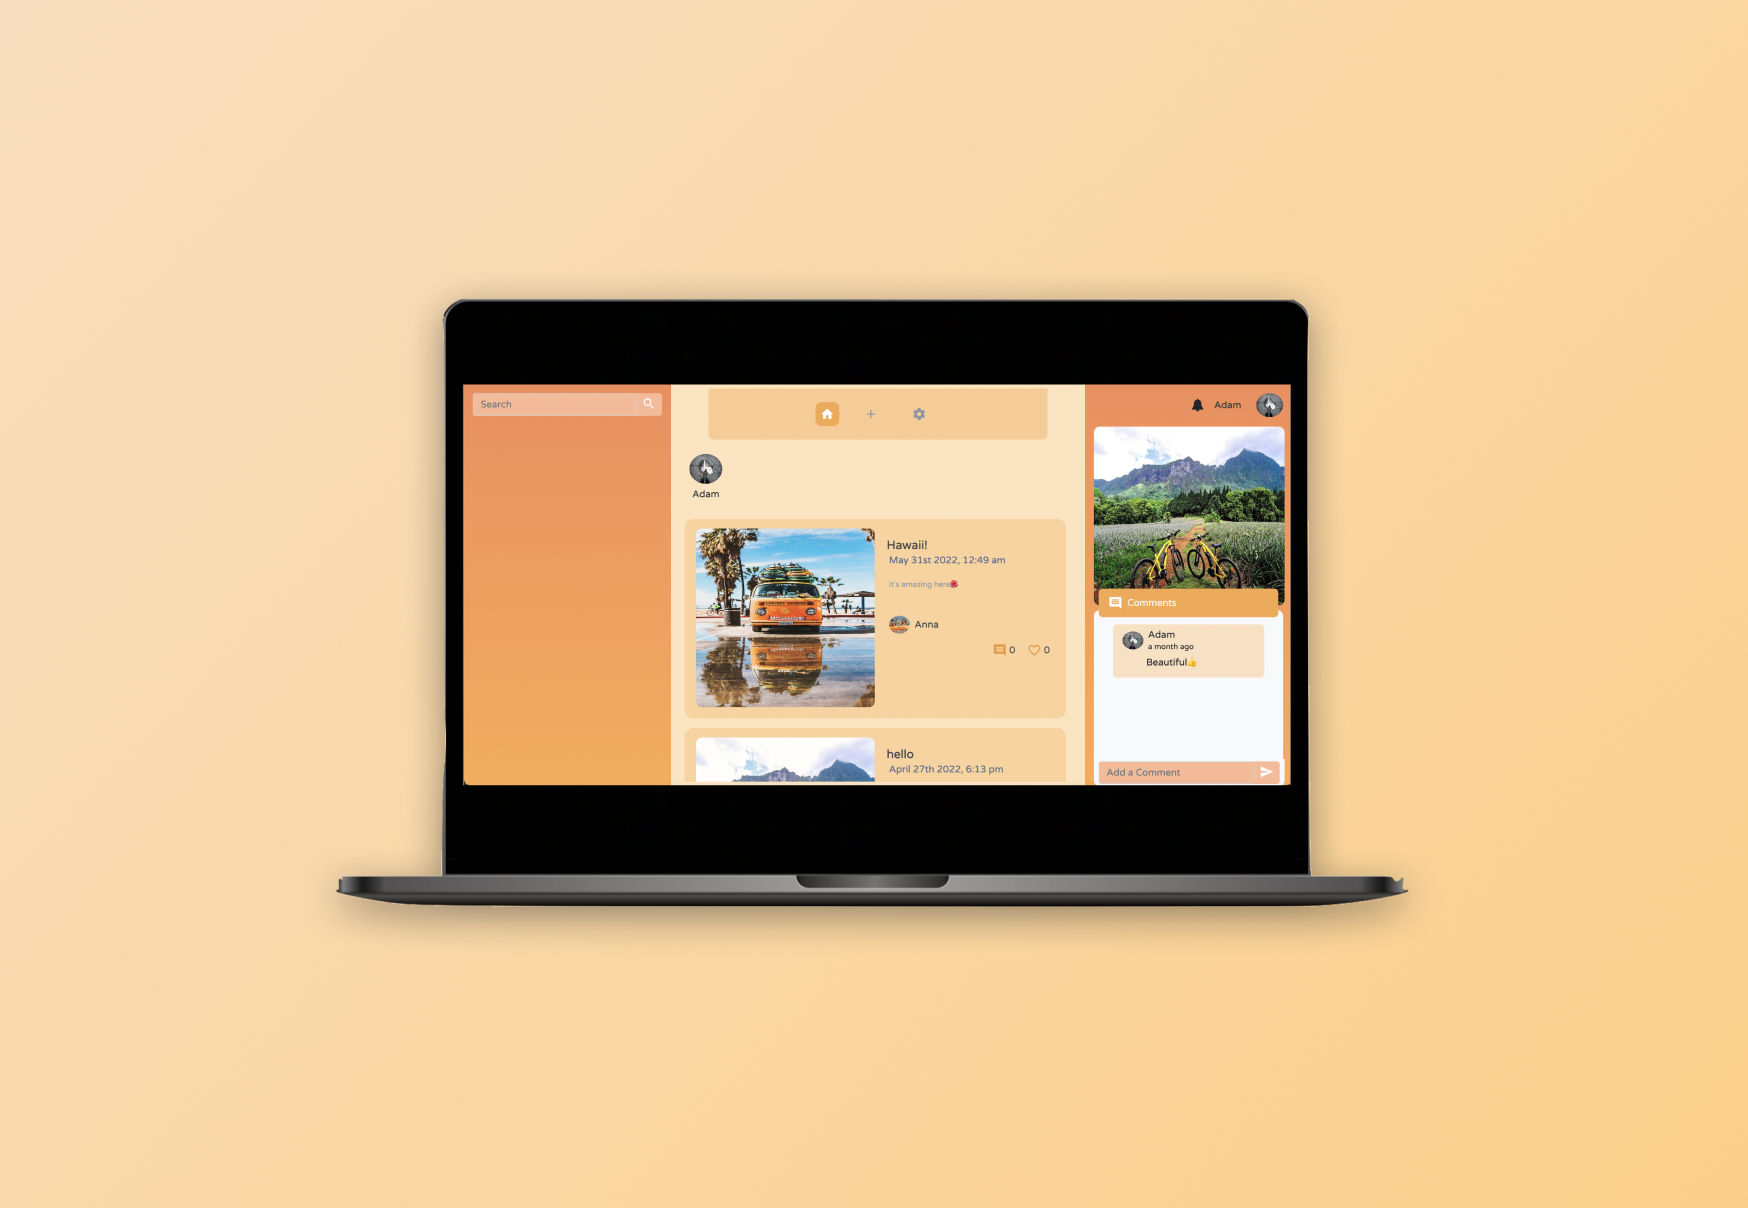 Search
Adam
Hawaii!
May 31st 2022, 12:49 am
It's amazing here🌺
Anna
0 0
hello
April 27th 2022, 6:13 pm
Adam
Comments
Adam
a month ago
Beautiful👍
Add a Comment